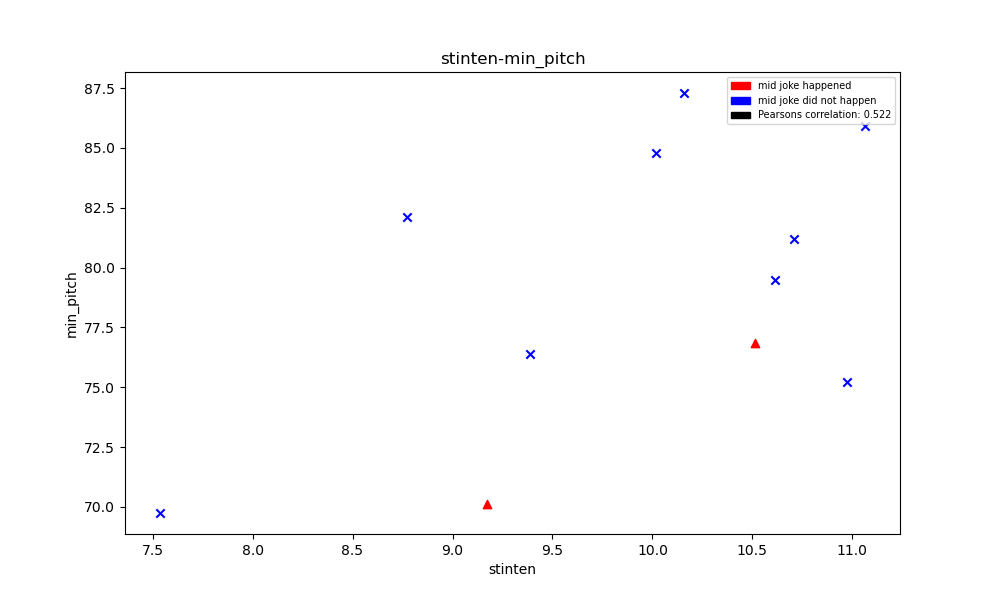 stinten-min_pitch
mid joke happened
mid joke did not happen
Pearsons correlation: 0.522
min_pitch
87.5
85.0
82.5
80.0
77.5
75.0
72.5
70.0
7.5 8.0 8.5 9.0 9.5 10.0 10.5 11.0
stinten